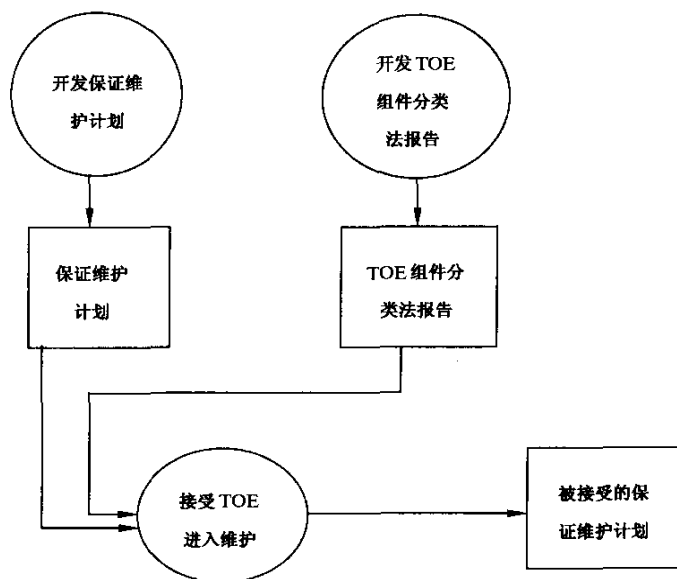 开发保证维
护计划
开发 TOE
组件分类
法报告
保证维护
计划
TOE 组件分
类法报告
接受 TOE
进入维护
被接受的保
证维护计划